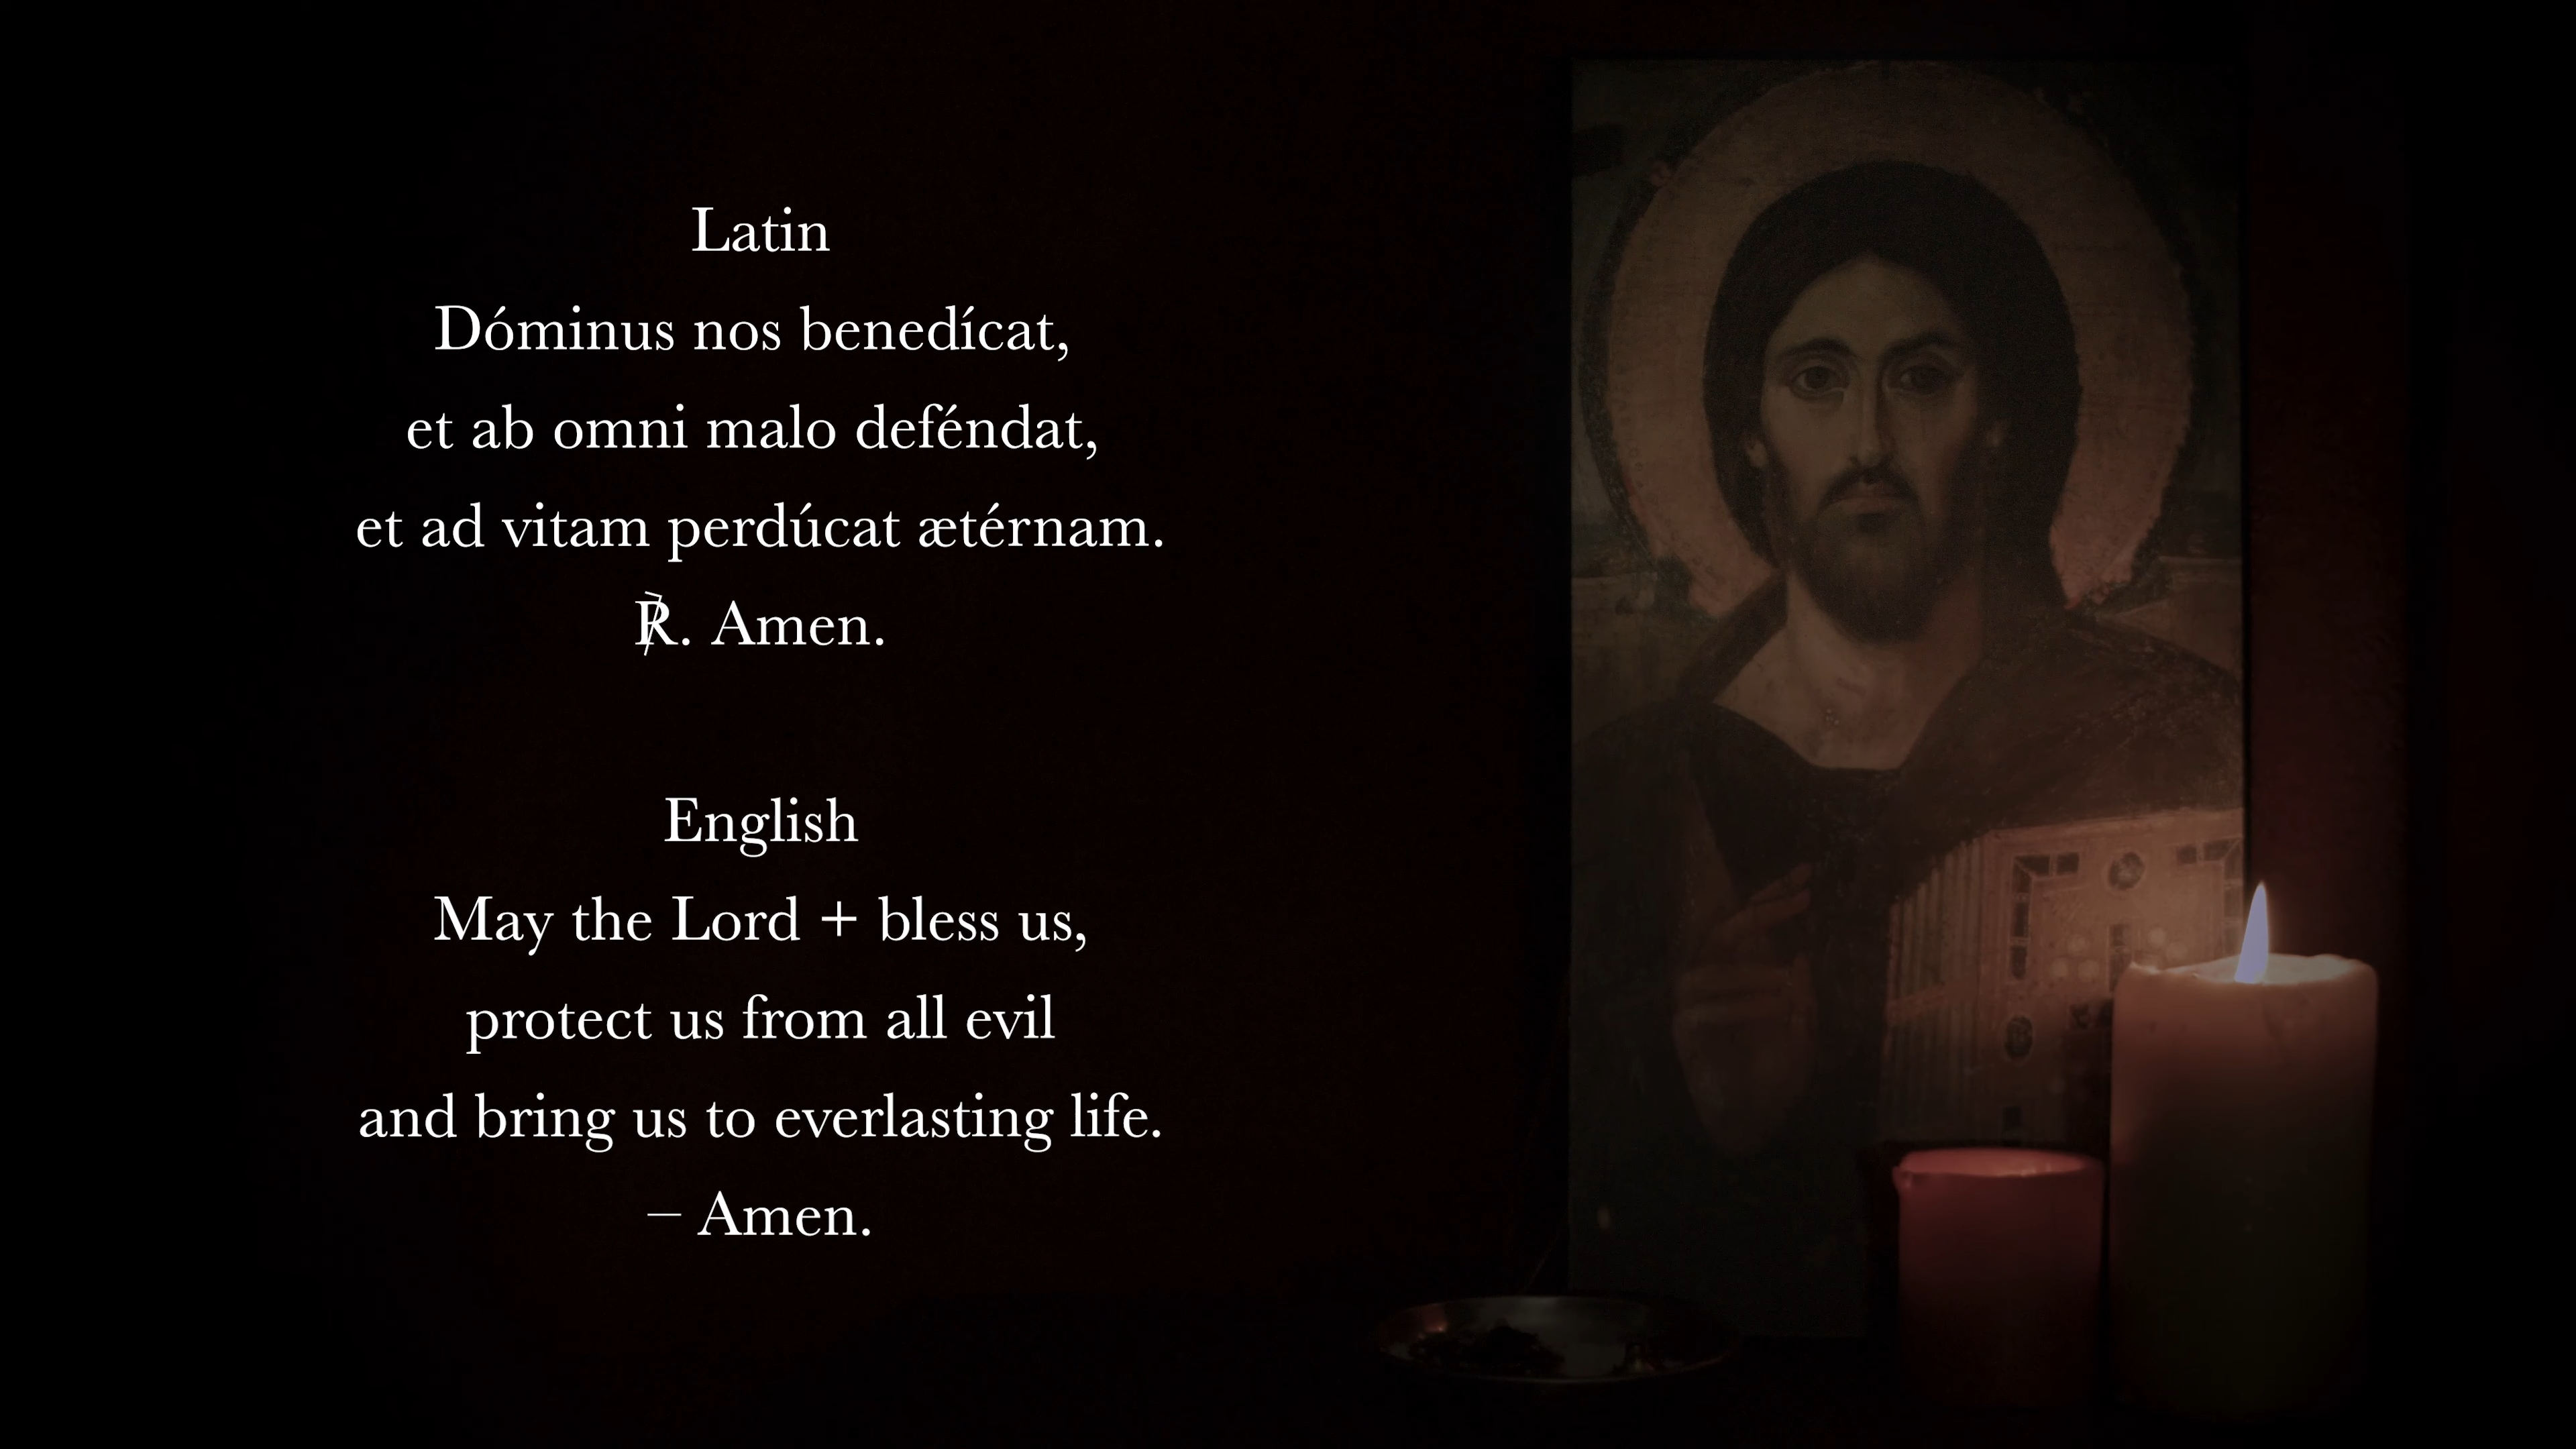 Latin
Dóminus nos benedícat,
et ab omni malo deféndat,
et ad vitam perdúcat ætérnam.
℟. Amen.
English
May the Lord + bless us,
protect us from all evil
and bring us to everlasting life.
– Amen.